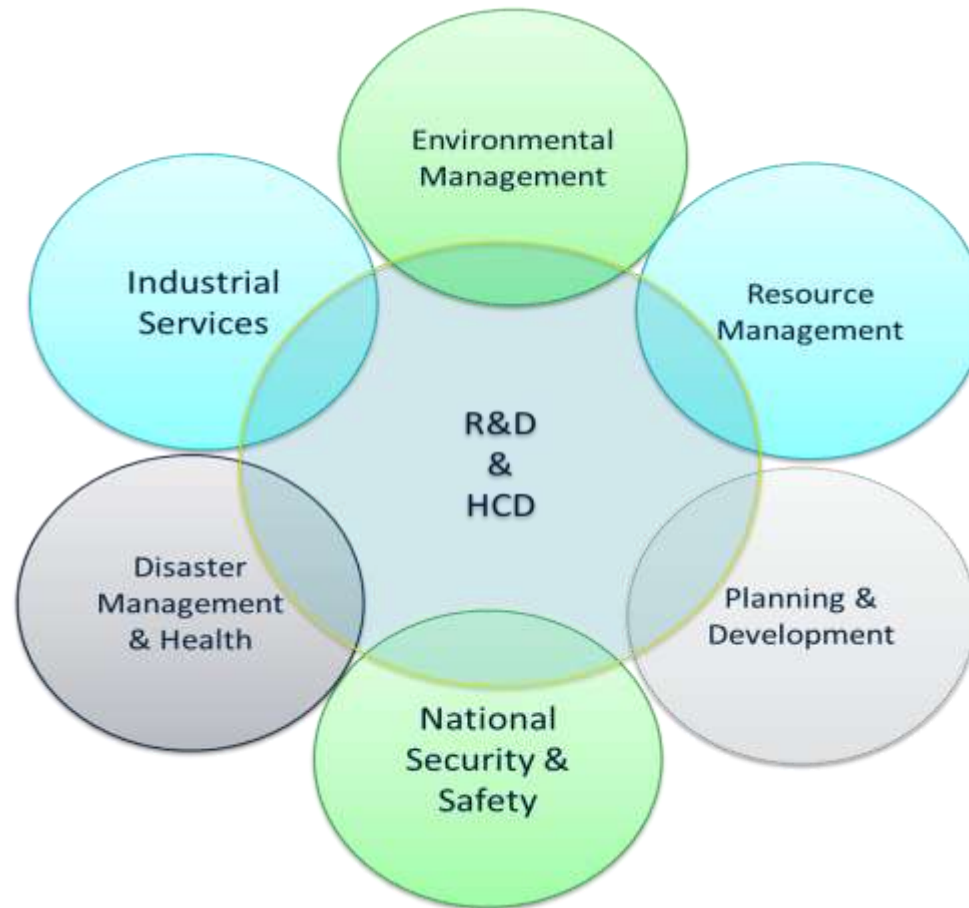 Environmental
Management
Industrial
Services
Resource
Management
R&D
&
HCD
Disaster
Management
& Health
Planning &
Development
National
Security &
Safety